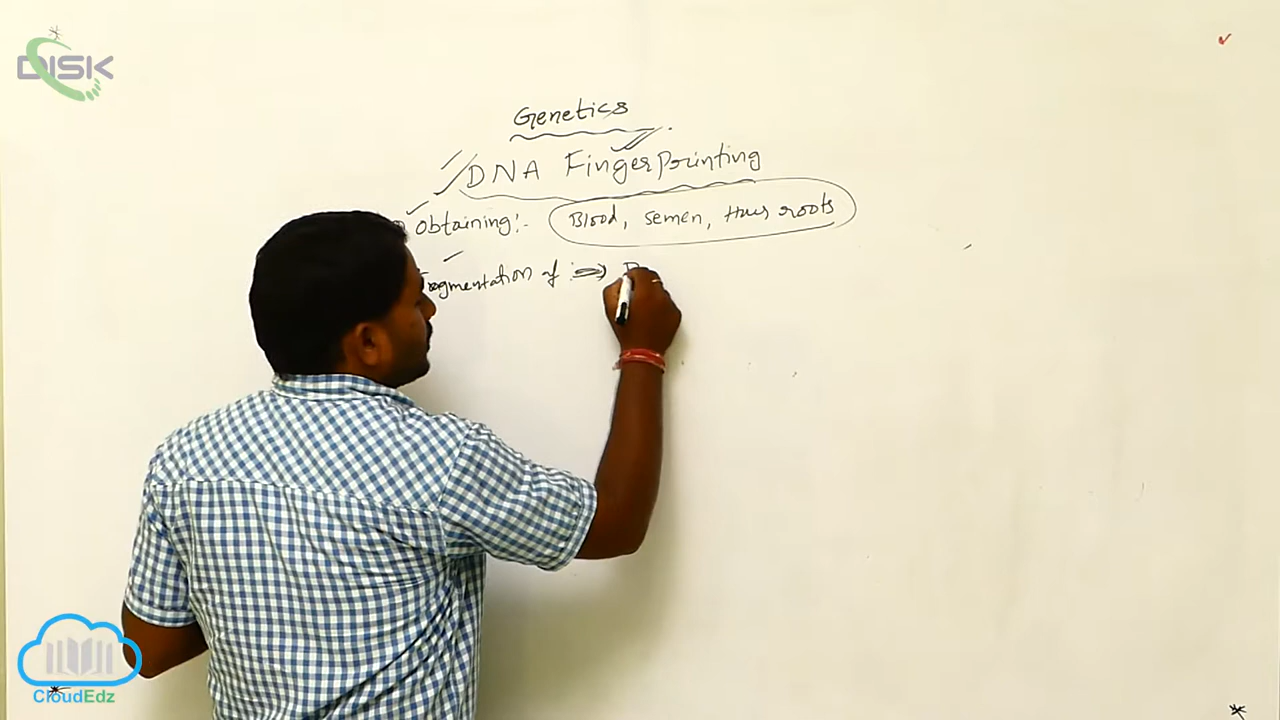 DISK
Genetics
DNA Fingerprinting
Obtaining:- Blood, Semen, Hair roots
Fragmentation of
CloudEdz